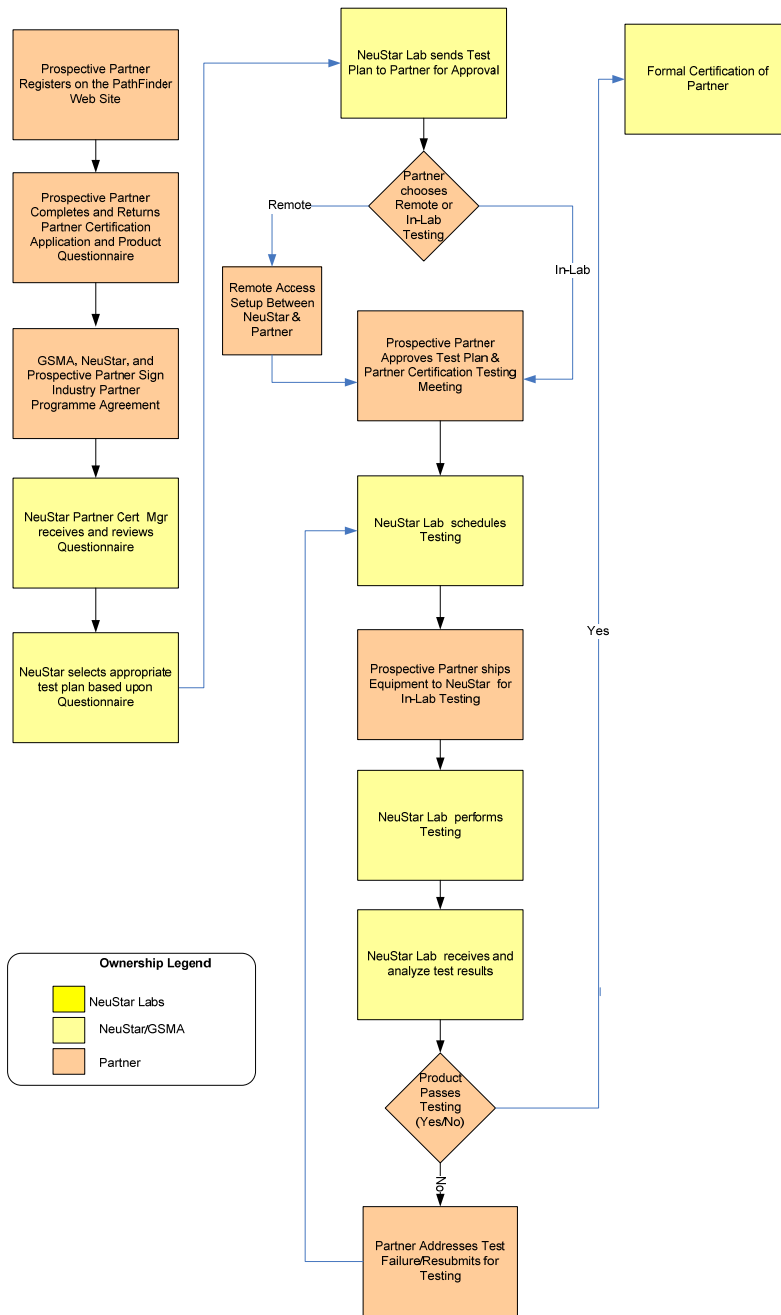 Prospective Partner
Registers on the PathFinder
Web Site
Prospective Partner
Completes and Returns
Partner Certification
Application and Product
Questionnaire
GSMA, NeuStar, and
Prospective Partner Sign
Industry Partner
Programme Agreement
NeuStar Partner Cert Mgr
receives and reviews
Questionnaire
NeuStar selects appropriate
test plan based upon
Questionnaire
NeuStar Lab sends Test
Plan to Partner for Approval
Partner
chooses
Remote or
In-Lab
Testing
Remote
In-Lab
Remote Access
Setup Between
NeuStar &
Partner
Prospective Partner
Approves Test Plan &
Partner Certification Testing
Meeting
NeuStar Lab schedules
Testing
Prospective Partner ships
Equipment to NeuStar for
In-Lab Testing
NeuStar Lab performs
Testing
NeuStar Lab receives and
analyze test results
Product
Passes
Testing
(Yes/No)
No
Partner Addresses Test
Failure/Resubmits for
Testing
Yes
Formal Certification of
Partner
Ownership Legend
NeuStar Labs
NeuStar/GSMA
Partner